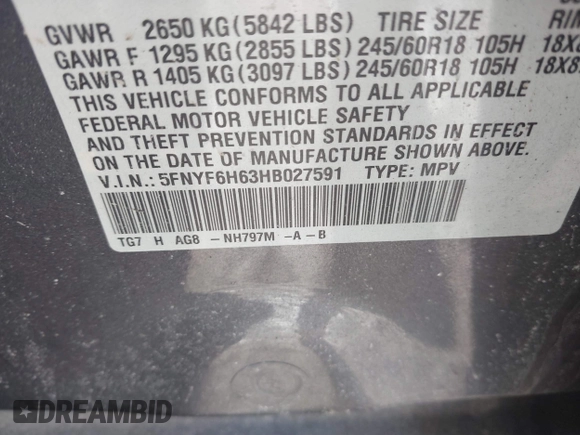 GVWR 2650 KG (5842 LBS) TIRE SIZE
GAWR F 1295 KG (2855 LBS) 245/60R18 105H
GAWR R 1405 KG (3097 LBS) 245/60R18 105H
THIS VEHICLE CONFORMS TO ALL APPLICABLE
FEDERAL MOTOR VEHICLE SAFETY
AND THEFT PREVENTION STANDARDS IN EFFECT
ON THE DATE OF MANUFACTURE SHOWN ABOVE.
V.I.N.: 5FNYF6H63HB027591 TYPE: MPV
TG7 H AG8 - NH797M - A - B
DREAMBID